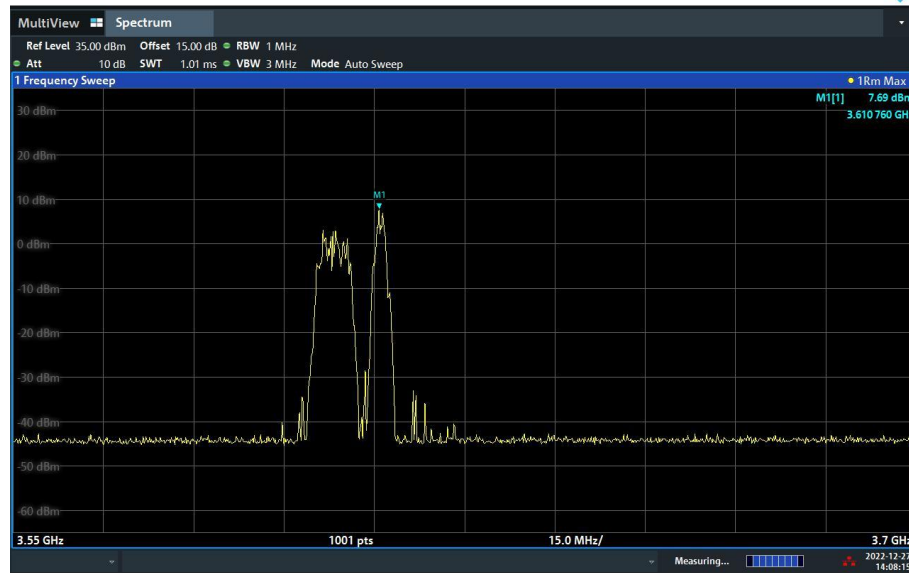 MultiView Spectrum
Ref Level 35.00 dBm Offset 15.00 dB RBW 1 MHz
Att 10 dB SWT 1.01 ms VBW 3 MHz Mode Auto Sweep
1 Frequency Sweep 1Rm Max
M1[1] 7.69 dBm
3.610 760 GH
30 dBm
20 dBm
M1
10 dBm
0 dBm
-10 dBm
-20 dBm
-30 dBm
-40 dBm
-50 dBm
-60 dBm
3.55 GHz 1001 pts 15.0 MHz/ 3.7 GHz
Measuring... 2022-12-27
14:08:15